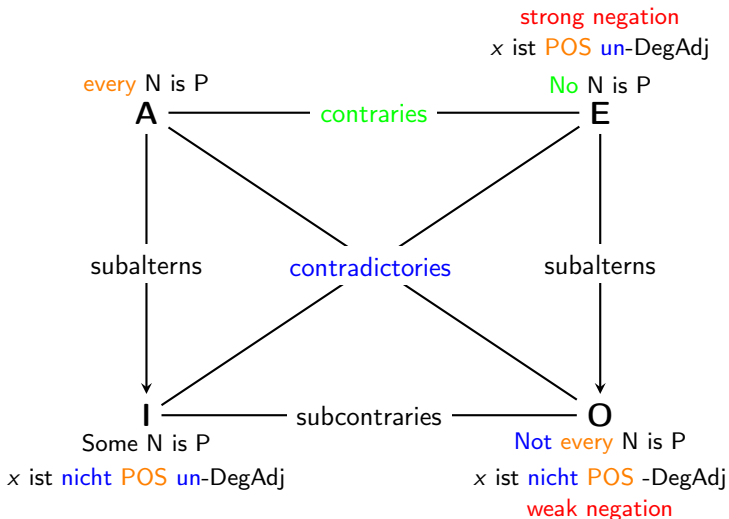 strong negation
x ist POS un-DegAdj
every N is P
No N is P
A
contraries
E
subalterns
contradictories
subalterns
I
subcontraries
O
Some N is P
Not every N is P
x ist nicht POS un-DegAdj
x ist nicht POS -DegAdj
weak negation